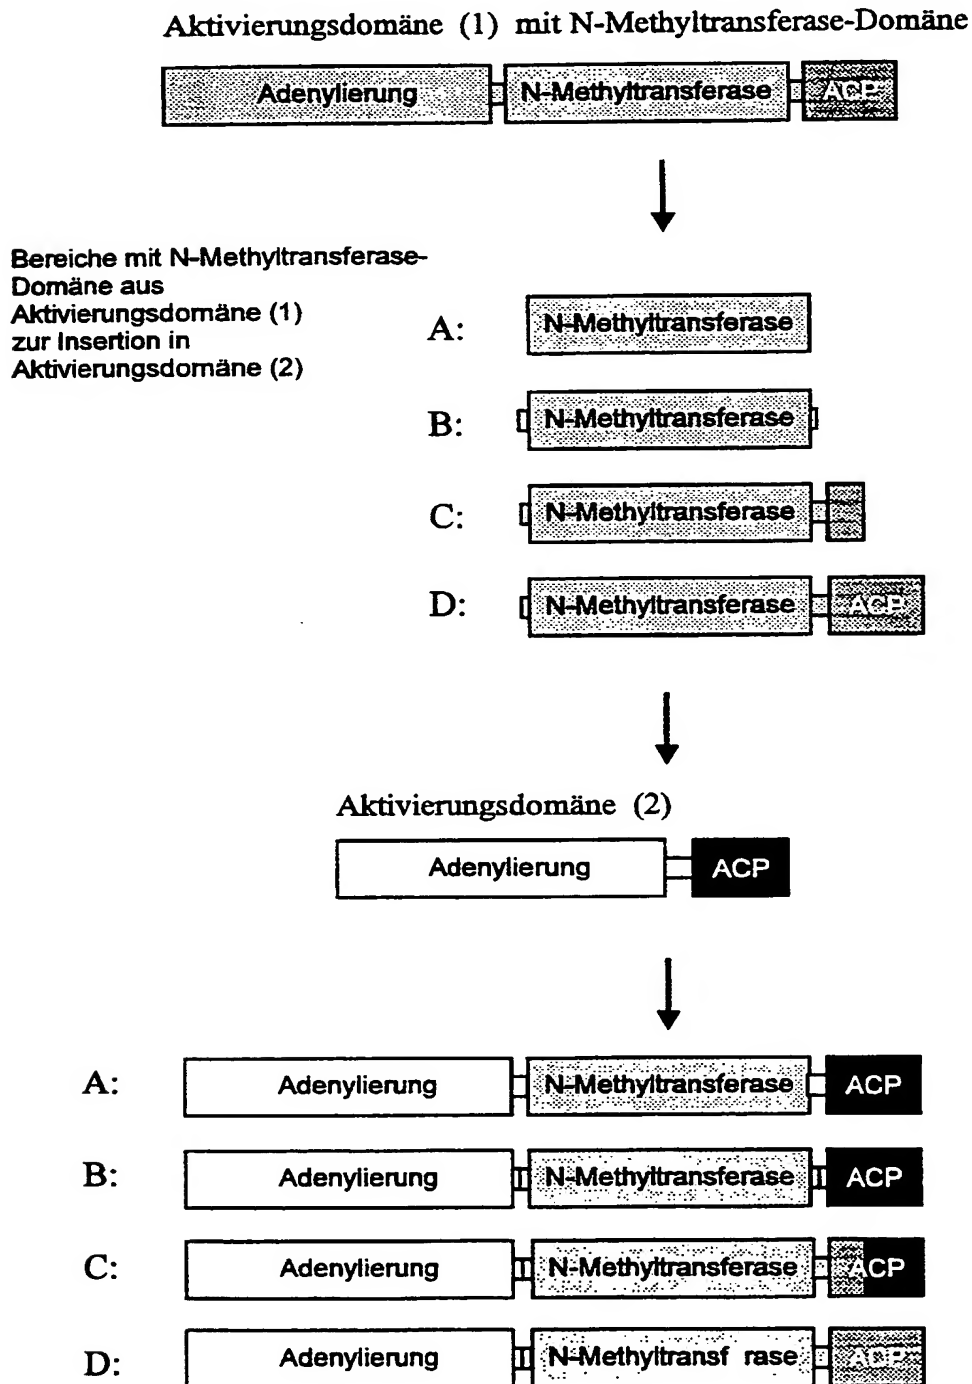 Aktivierungsdomäne (1) mit N-Methyltransferase-Domäne
Adenylierung N-Methyltransferase ACP
Bereiche mit N-Methyltransferase-
Domäne aus
Aktivierungsdomäne (1)
zur Insertion in
Aktivierungsdomäne (2)
A: N-Methyltransferase
B: N-Methyltransferase
C: N-Methyltransferase
D: N-Methyltransferase ACP
Aktivierungsdomäne (2)
Adenylierung ACP
A: Adenylierung N-Methyltransferase ACP
B: Adenylierung N-Methyltransferase ACP
C: Adenylierung N-Methyltransferase ACP
D: Adenylierung N-Methyltransf rase ACP